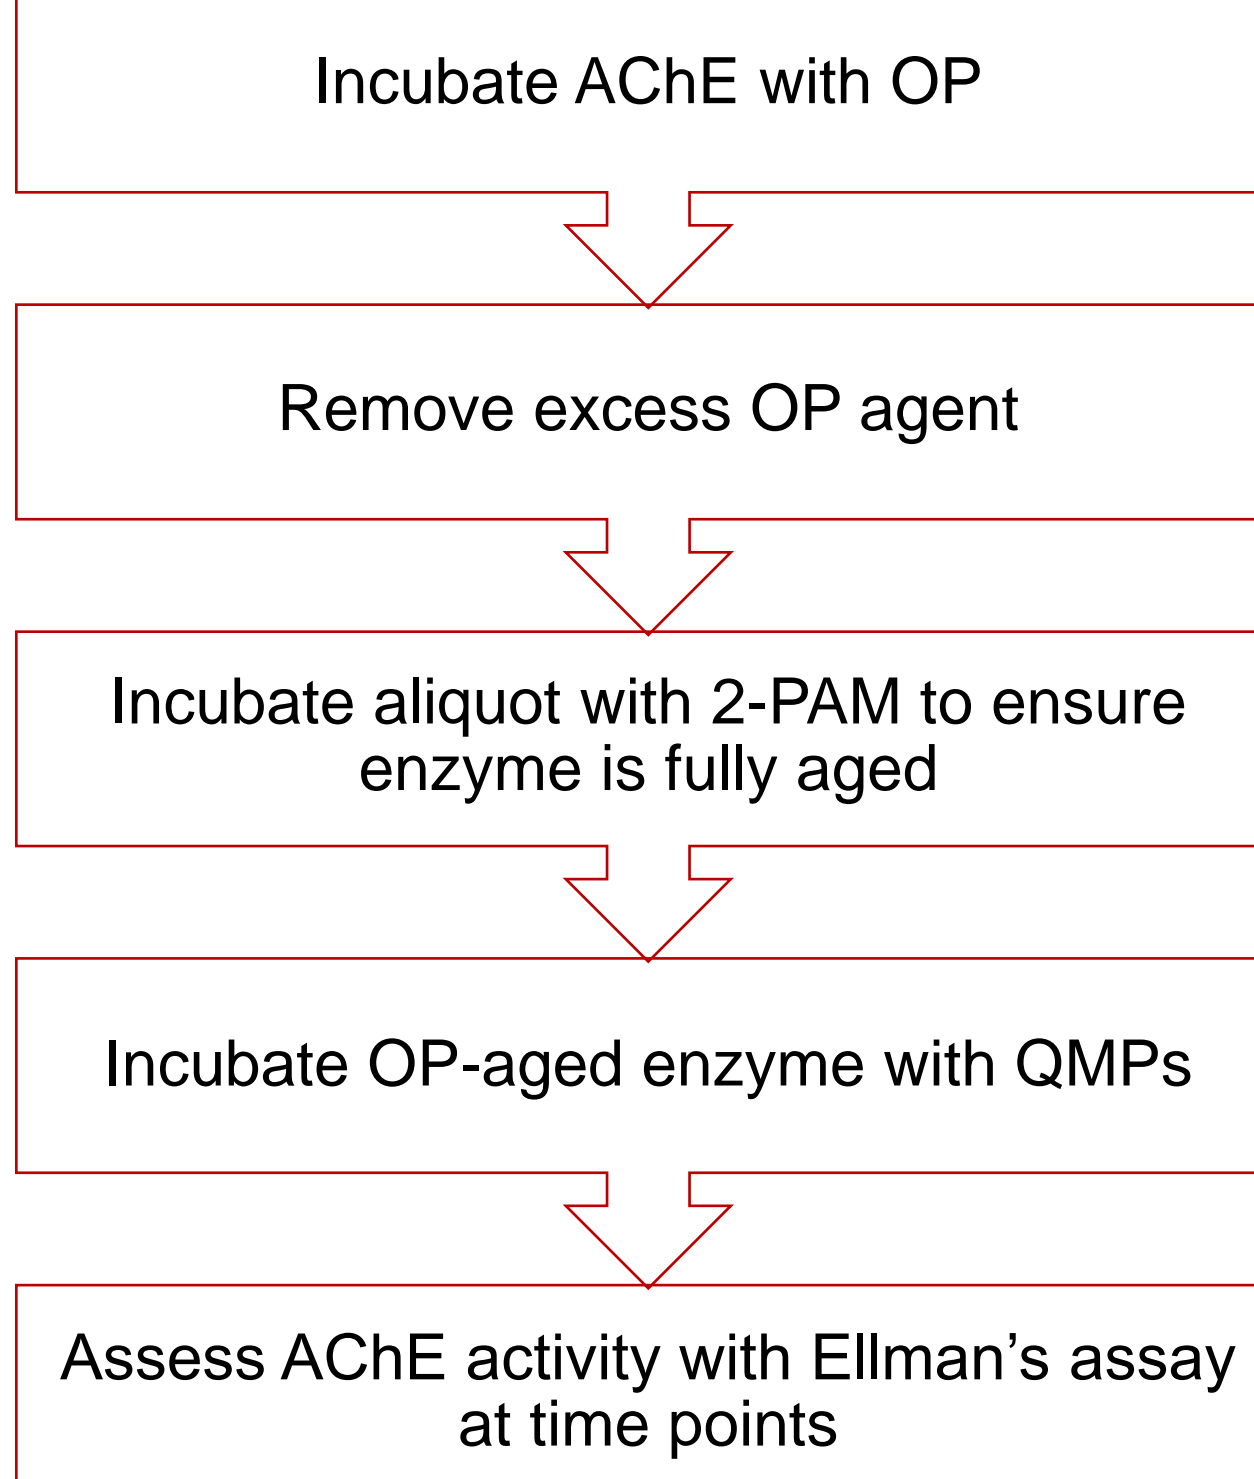 Incubate AChE with OP
Remove excess OP agent
Incubate aliquot with 2-PAM to ensure
enzyme is fully aged
Incubate OP-aged enzyme with QMPs
Assess AChE activity with Ellman’s assay
at time points